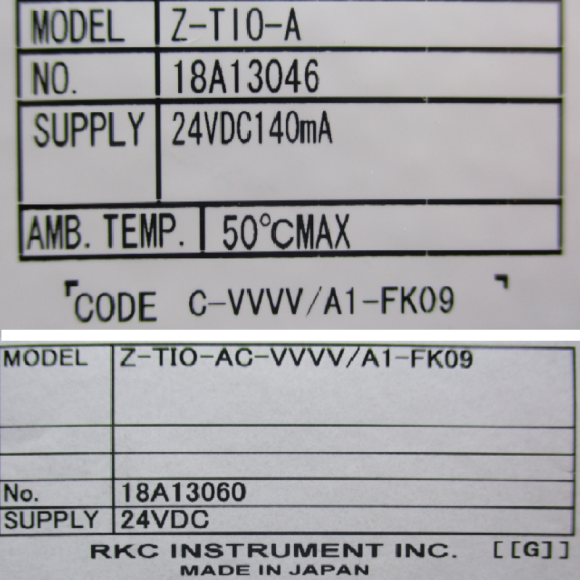 MODEL Z-TIO-A
NO. 18A13046
SUPPLY 24VDC140mA
AMB. TEMP. 50℃MAX
CODE C-VVVV/A1-FK09
MODEL Z-TIO-AC-VVVV/A1-FK09
No. 18A13060
SUPPLY 24VDC
RKC INSTRUMENT INC. [[G]]
MADE IN JAPAN